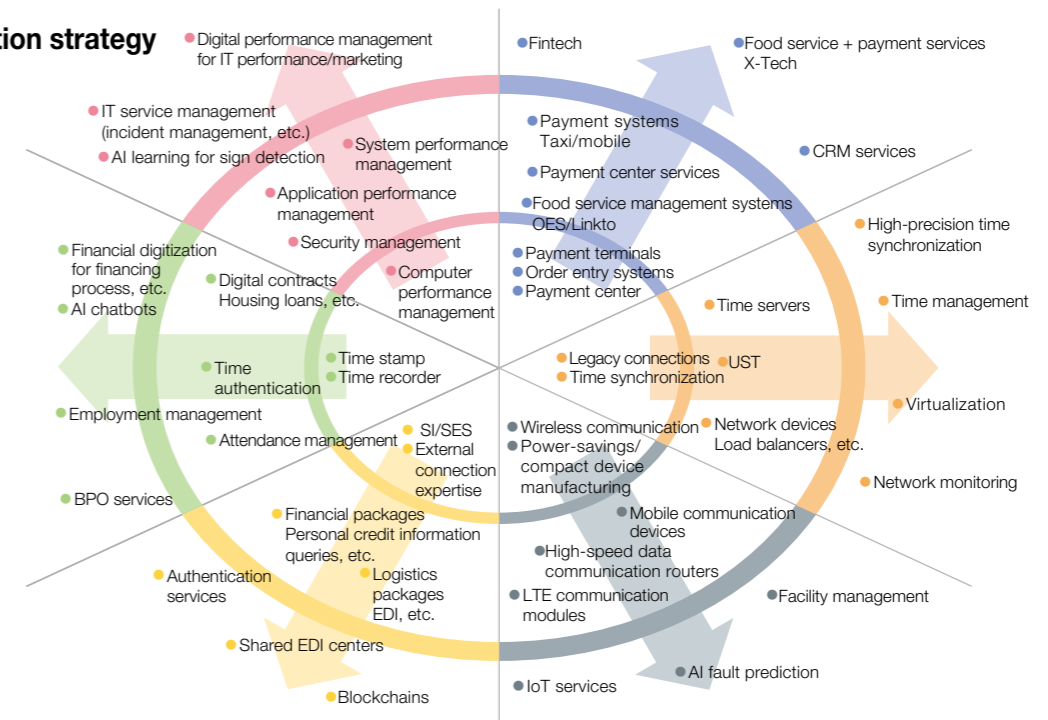 tion strategy
Digital performance management
for IT performance/marketing
IT service management
(incident management, etc.)
AI learning for sign detection
System performance
management
Application performance
management
Security management
Computer
performance
management
Fintech
Food service + payment services
X-Tech
Payment systems
Taxi/mobile
CRM services
Payment center services
Food service management systems
OES/Linkto
Payment terminals
Order entry systems
Payment center
High-precision time
synchronization
Time servers
Time management
Legacy connections
Time synchronization
UST
Virtualization
Network devices
Load balancers, etc.
Network monitoring
Wireless communication
Power-savings/
compact device
manufacturing
Mobile communication
devices
High-speed data
communication routers
LTE communication
modules
Facility management
AI fault prediction
IoT services
SI/SES
External
connection
expertise
Financial packages
Personal credit information
queries, etc.
Logistics
packages
EDI, etc.
Authentication
services
Shared EDI centers
Blockchains
Financial digitization
for financing
process, etc.
AI chatbots
Digital contracts
Housing loans, etc.
Time stamp
Time recorder
Time
authentication
Employment management
Attendance management
BPO services